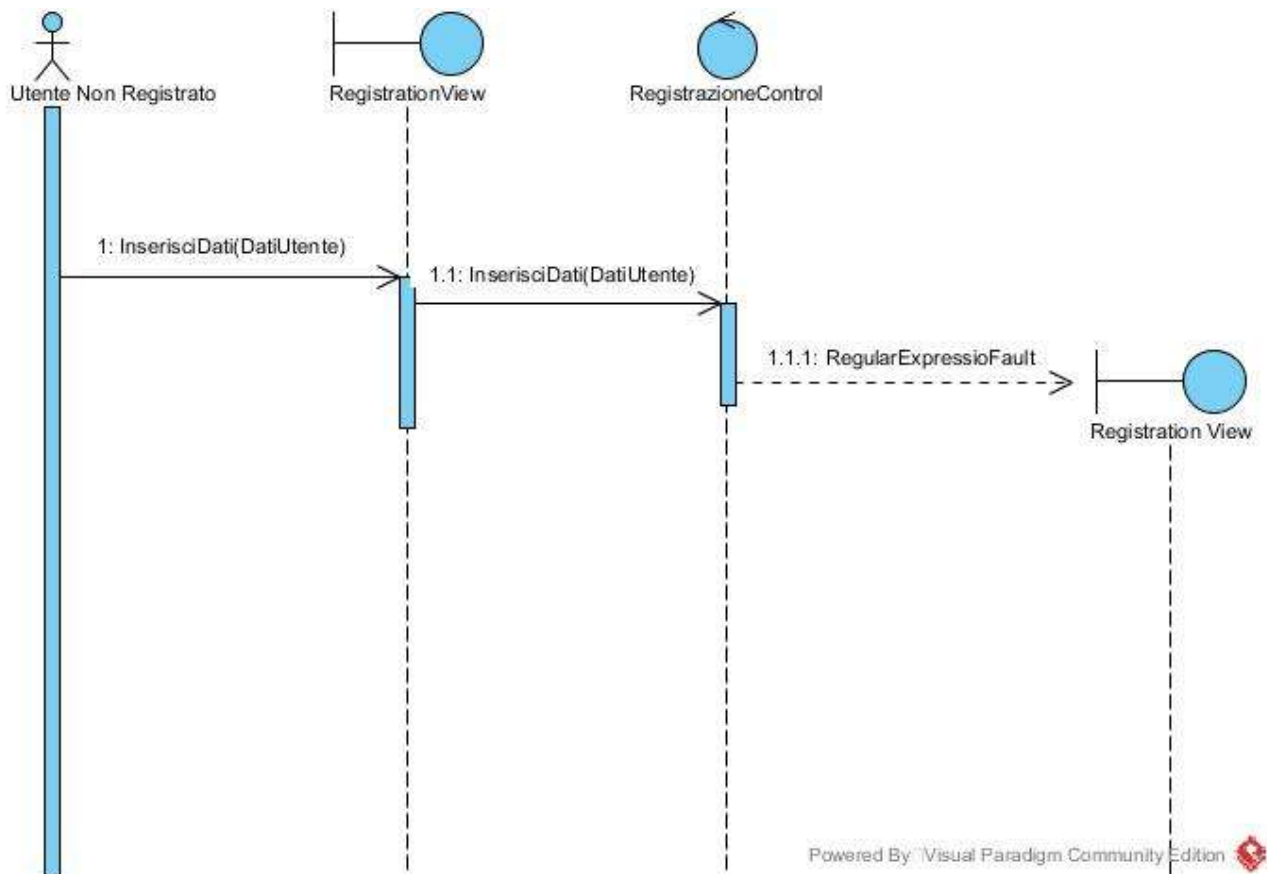 Utente Non Registrato
RegistrationView
RegistrazioneControl
1: InserisciDati(DatiUtente)
1.1: InserisciDati(DatiUtente)
1.1.1: RegularExpressioFault
Registration View
Powered By Visual Paradigm Community Edition